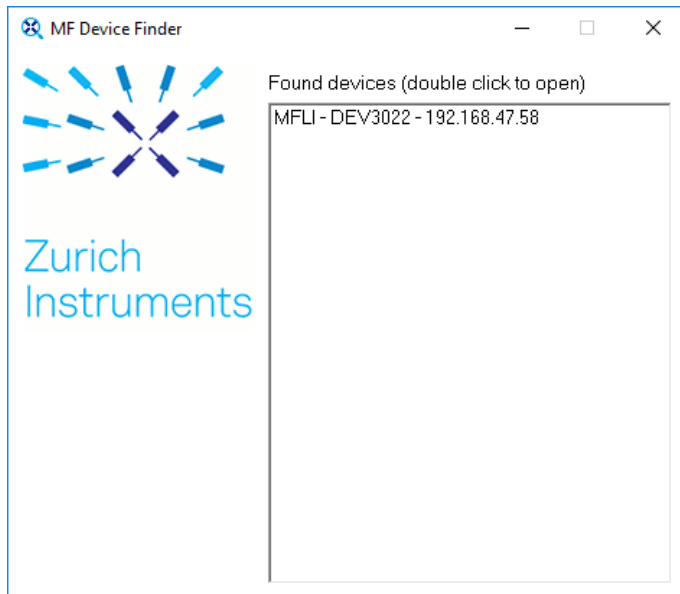 MF Device Finder
Found devices (double click to open)
MFLI - DEV3022 - 192.168.47.58
Zurich
Instruments